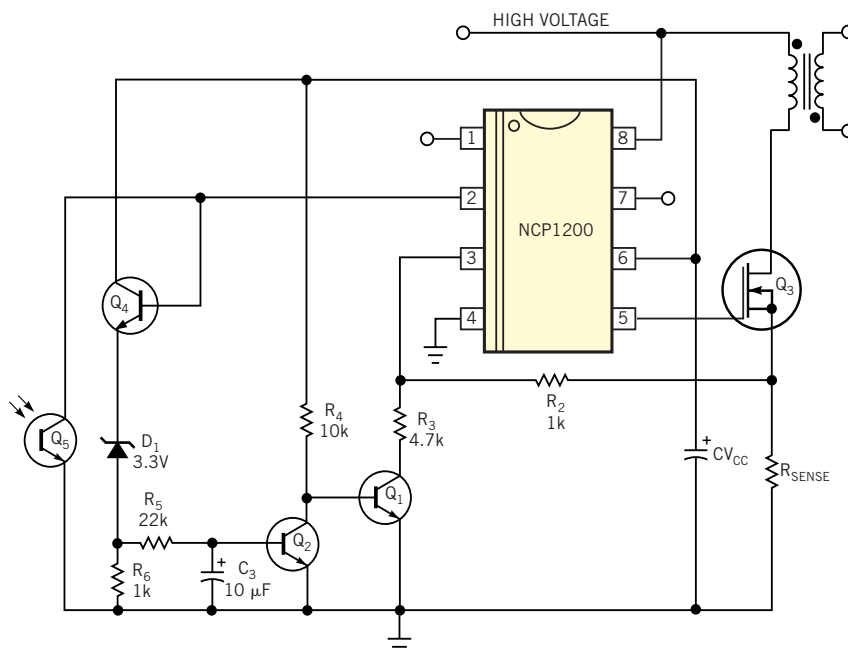 HIGH VOLTAGE
1
8
2
7
NCP1200
3
6
4
5
Q4
Q3
R2
1k
R4
10k
R3
4.7k
Q5
D1
3.3V
CVCC
RSENSE
Q1
R5
22k
Q2
R6
1k
C3
10 µF
+
+